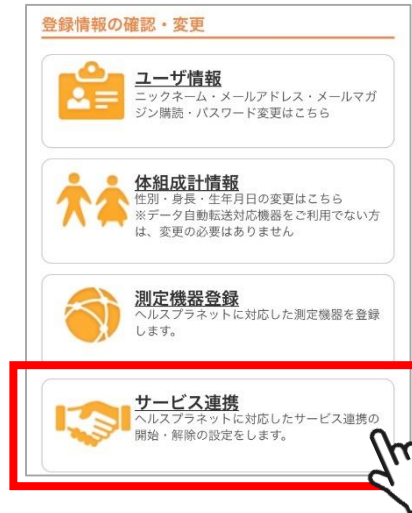 登録情報の確認・変更
ユーザ情報
ニックネーム・メールアドレス・メールマガ
ジン購読・パスワード変更はこちら
体組成計情報
性別・身長・生年月日の変更はこちら
※データ自動転送対応機器をご利用でない方
は、変更の必要はありません
測定機器登録
ヘルスプラネットに対応した測定機器を登録
します。
サービス連携
ヘルスプラネットに対応したサービス連携の
開始・解除の設定をします。